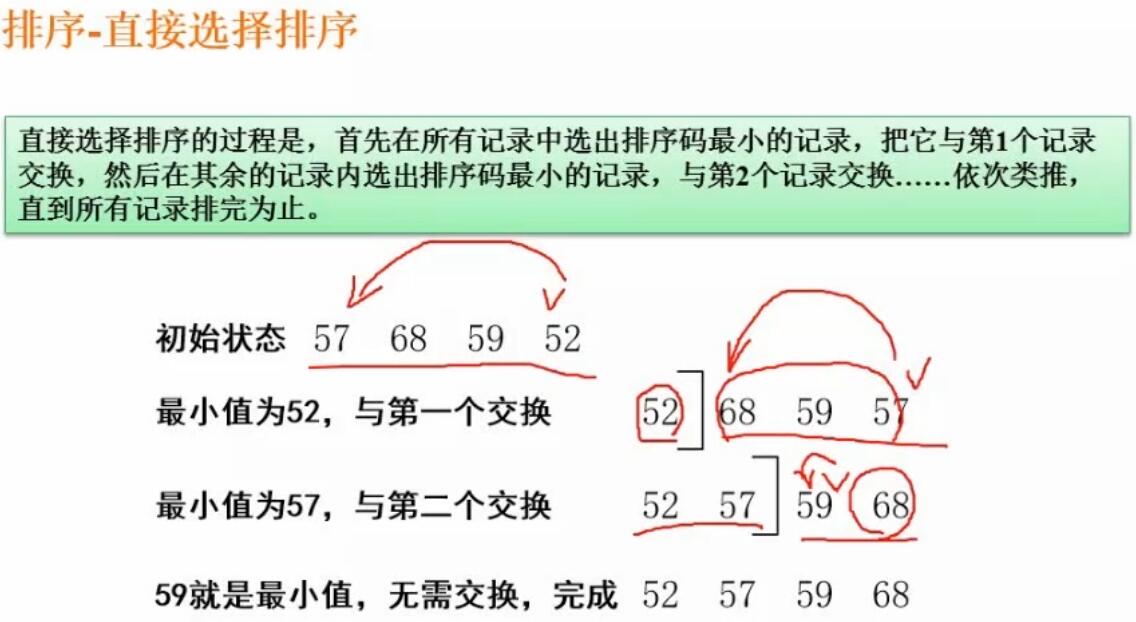 排序-直接选择排序
直接选择排序的过程是，首先在所有记录中选出排序码最小的记录，把它与第1个记录
交换，然后在其余的记录内选出排序码最小的记录，与第2个记录交换……依次类推，
直到所有记录排完为止。
初始状态 57 68 59 52
最小值为52，与第一个交换 52] 68 59 57
最小值为57，与第二个交换 52 57] 59 68
59就是最小值，无需交换，完成 52 57 59 68